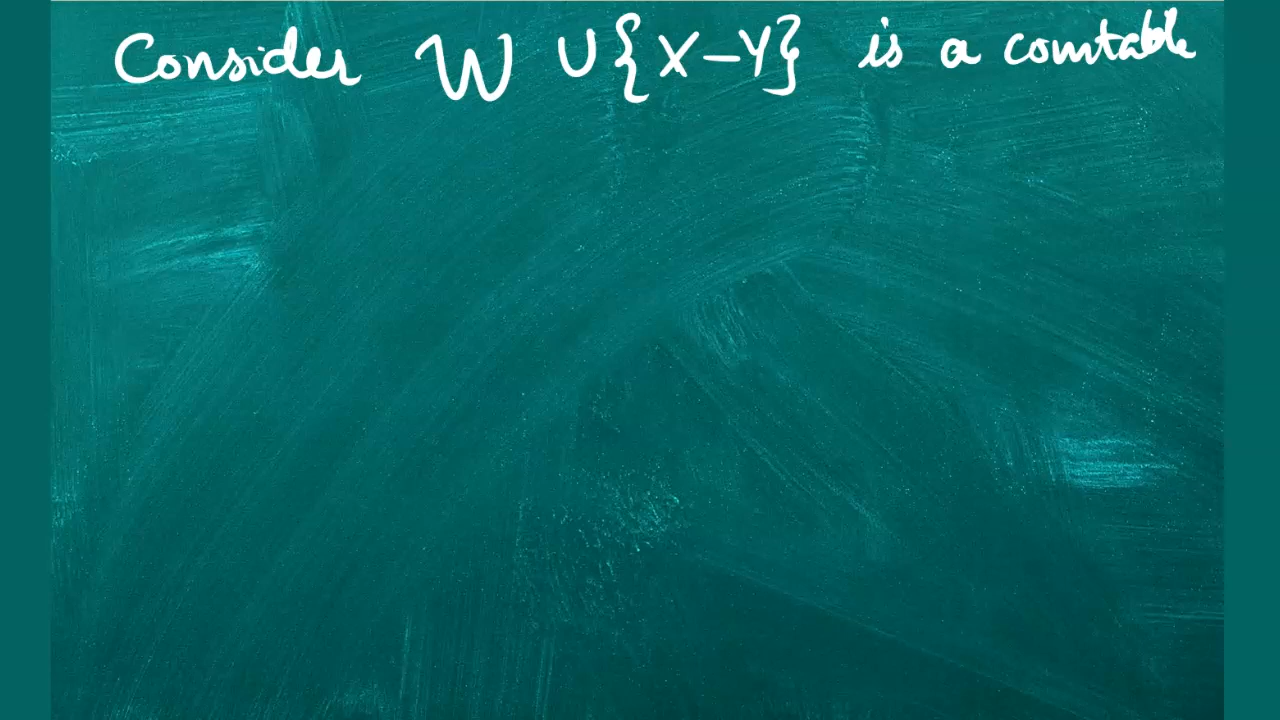 Consider W ∪ {X-Y} is a countable